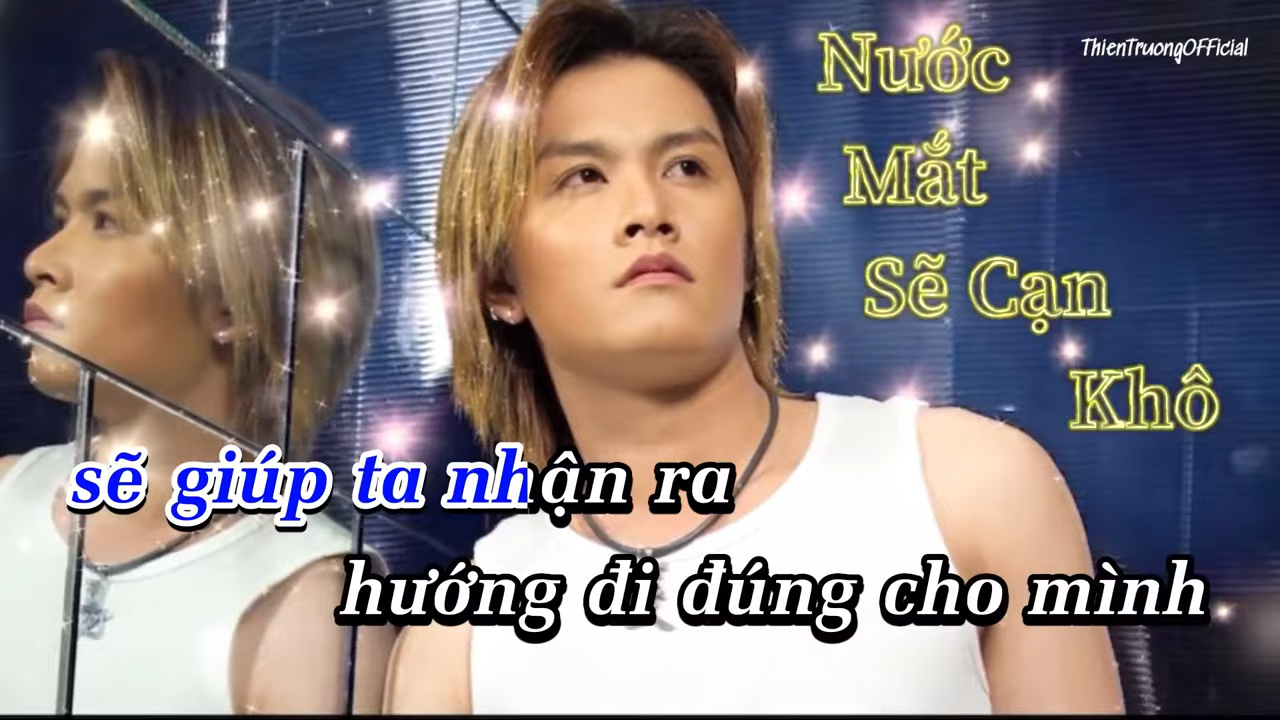 ThienTruongOFFicial
Nước
Mắt
Sẽ Cạn
Khô
sẽ giúp ta nhận ra
hướng đi đúng cho mình